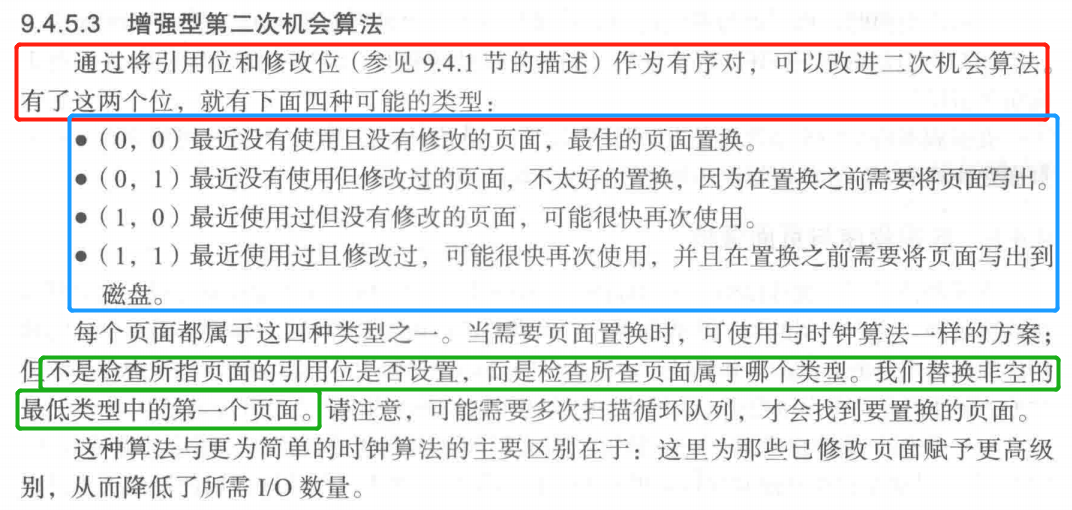 9.4.5.3 增强型第二次机会算法
通过将引用位和修改位（参见 9.4.1 节的描述）作为有序对，可以改进二次机会算法。
有了这两个位，就有下面四种可能的类型：
●（0，0）最近没有使用且没有修改的页面，最佳的页面置换。
●（0，1）最近没有使用但修改过的页面，不太好的置换，因为在置换之前需要将页面写出。
●（1，0）最近使用过但没有修改的页面，可能很快再次使用。
●（1，1）最近使用过且修改过，可能很快再次使用，并且在置换之前需要将页面写出到
磁盘。
每个页面都属于这四种类型之一。当需要页面置换时，可使用与时钟算法一样的方案；
但不是检查所指页面的引用位是否设置，而是检查所查页面属于哪个类型。我们替换非空的
最低类型中的第一个页面。请注意，可能需要多次扫描循环队列，才会找到要置换的页面。
这种算法与更为简单的时钟算法的主要区别在于：这里为那些已修改页面赋予更高级
别，从而降低了所需 I/O 数量。